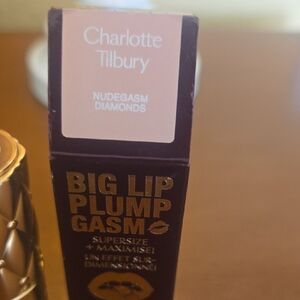 Charlotte
Tilbury
NUDEGASM
DIAMONDS
BIG LIP
PLUMP
GASM
SUPERSIZE
+ MAXIMISE!
UN EFFET SUR-
DIMENSIONNÉ!